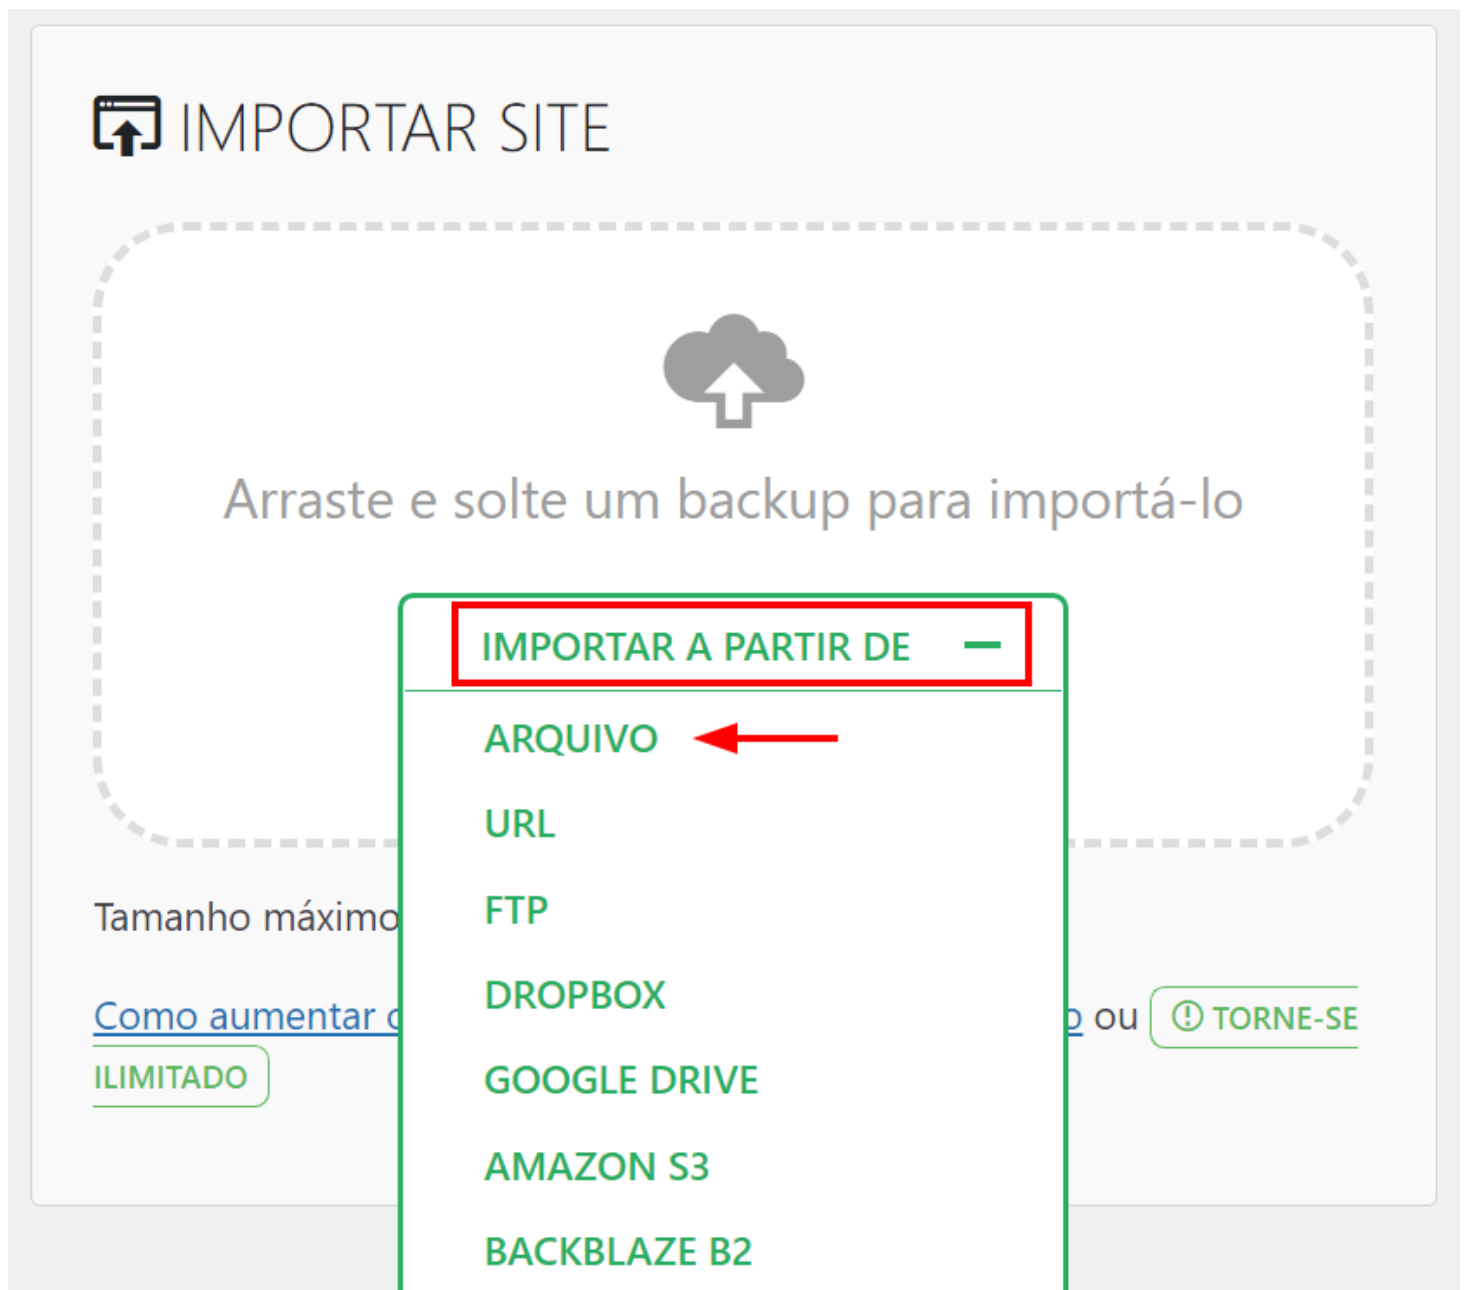 IMPORTAR SITE
Arraste e solte um backup para importá-lo
IMPORTAR A PARTIR DE
ARQUIVO
URL
FTP
DROPBOX
GOOGLE DRIVE
AMAZON S3
BACKBLAZE B2
Tamanho máximo
Como aumentar
ou TORNE-SE
ILIMITADO